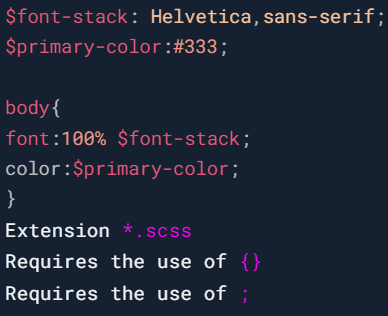 $font-stack: Helvetica,sans-serif;
$primary-color:#333;
body{
font:100% $font-stack;
color:$primary-color;
}
Extension *.scss
Requires the use of {}
Requires the use of ;